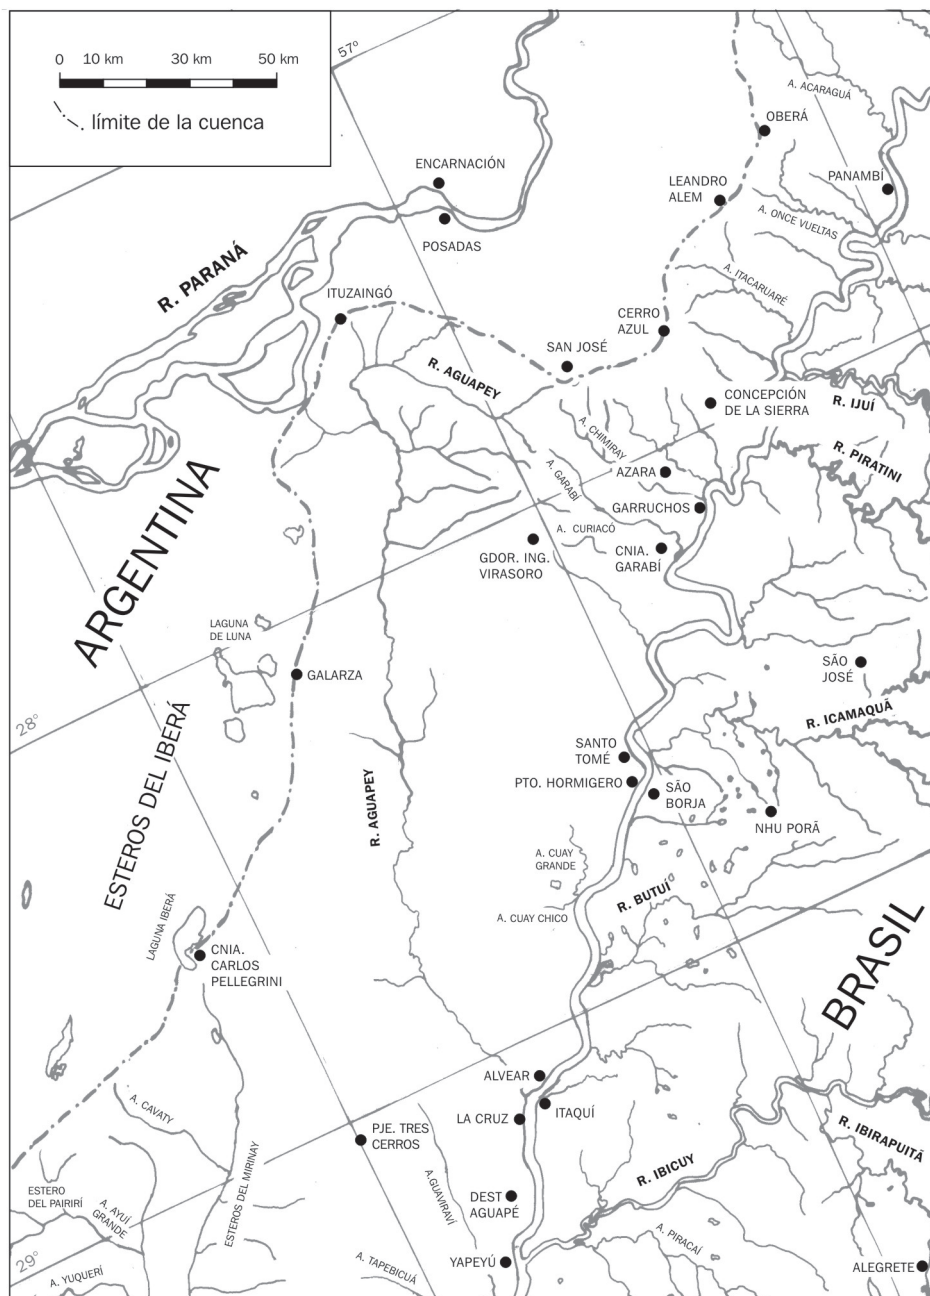 0 10 km 30 km 50 km
límite de la cuenca
57°
A. ACARAGUÁ
OBERÁ
ENCARNACIÓN
LEANDRO
ALEM
PANAMBÍ
A. ONCE VUELTAS
POSADAS
R. PARANÁ
A. ITACARUARÉ
ITUZAINGÓ
CERRO
AZUL
SAN JOSÉ
R. AGUAPEY
CONCEPCIÓN
DE LA SIERRA
R. IJUÍ
A. CHIMIRAY
R. PIRATINI
AZARA
A. GARABÍ
GARRUCHOS
A. CURIACÓ
ARGENTINA
GDOR. ING.
VIRASORO
CNIA.
GARABÍ
LAGUNA
DE LUNA
GALARZA
SÃO
JOSÉ
28°
R. ICAMAQUÃ
ESTEROS DEL IBERÁ
SANTO
TOMÉ
PTO. HORMIGERO
SÃO
BORJA
R. AGUAPEY
NHU PORÃ
A. CUAY
GRANDE
R. BUTUÍ
A. CUAY CHICO
LAGUNA IBERÁ
CNIA.
CARLOS
PELLEGRINI
BRASIL
ALVEAR
A. CAVATY
ITAQUÍ
LA CRUZ
PJE. TRES
CERROS
R. IBIRAPUITÃ
R. IBICUY
ESTERO
DEL PAIRIRÍ
A. AYUÍ
GRANDE
ESTEROS DEL MIRINAY
A.GUAVIRAVÍ
DEST
AGUAPÉ
A. PIRACAÍ
29°
A. YUQUERÍ
A. TAPEBICUÁ
YAPEYÚ
ALEGRETE